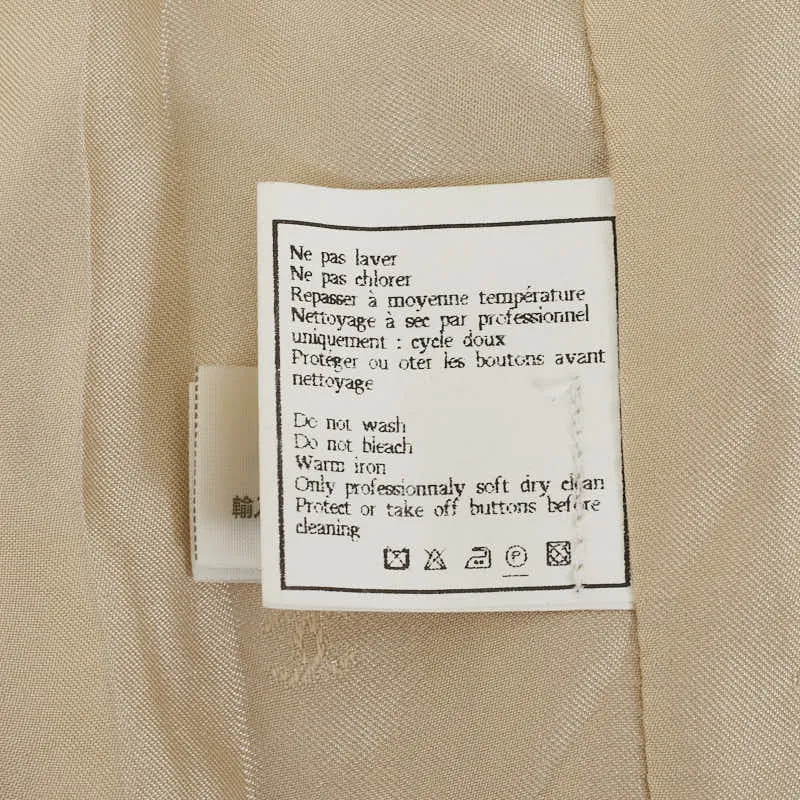 Ne pas laver
Ne pas chlorer
Repasser à moyenne température
Nettoyage à sec par professionnel
uniquement : cycle doux
Protéger ou oter les boutons avant
nettoyage
Do not wash
Do not bleach
Warm iron
Only professionnaly soft dry clean
Protect or take off buttons before
cleaning
P
輸入